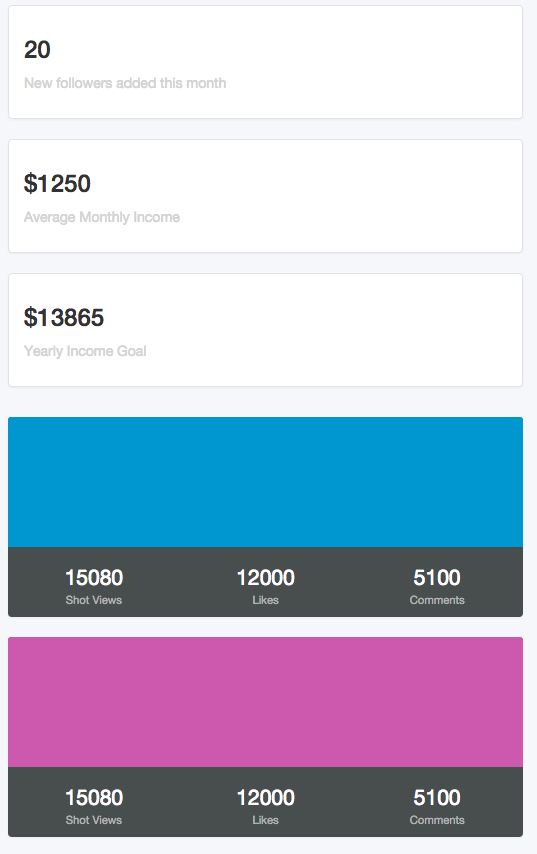 20
New followers added this month
$1250
Average Monthly Income
$13865
Yearly Income Goal
15080 12000 5100
Shot Views Likes Comments
15080 12000 5100
Shot Views Likes Comments